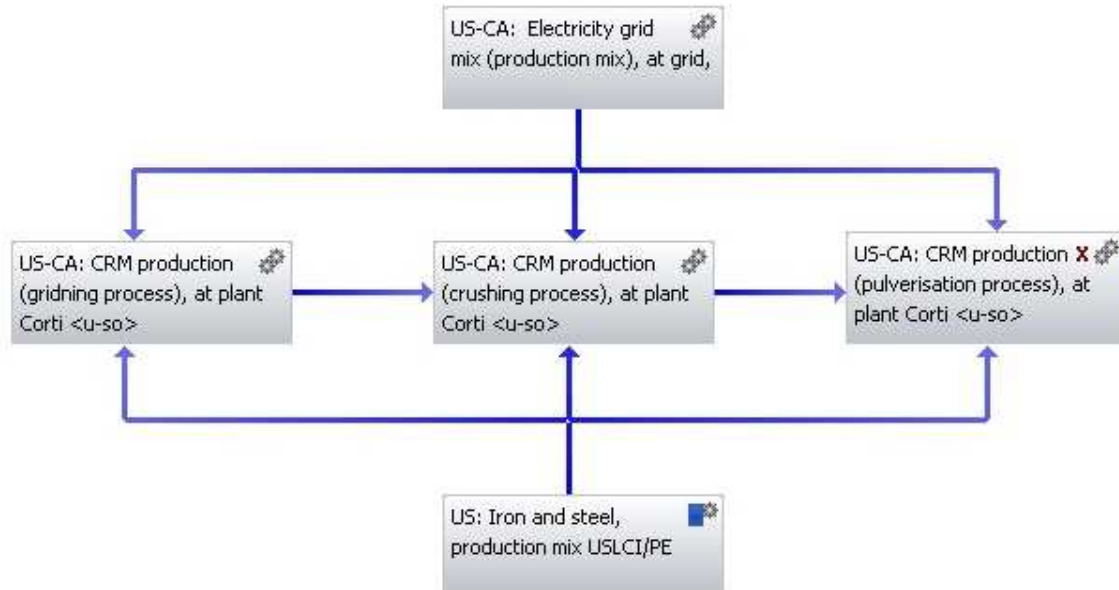 US-CA:  Electricity grid
mix (production mix), at grid,
US-CA: CRM production
(gridning process), at plant
Corti <u-so>
US-CA: CRM production
(crushing process), at plant
Corti <u-so>
US-CA: CRM production X
(pulverisation process), at
plant Corti <u-so>
US: Iron and steel,
production mix USLCI/PE